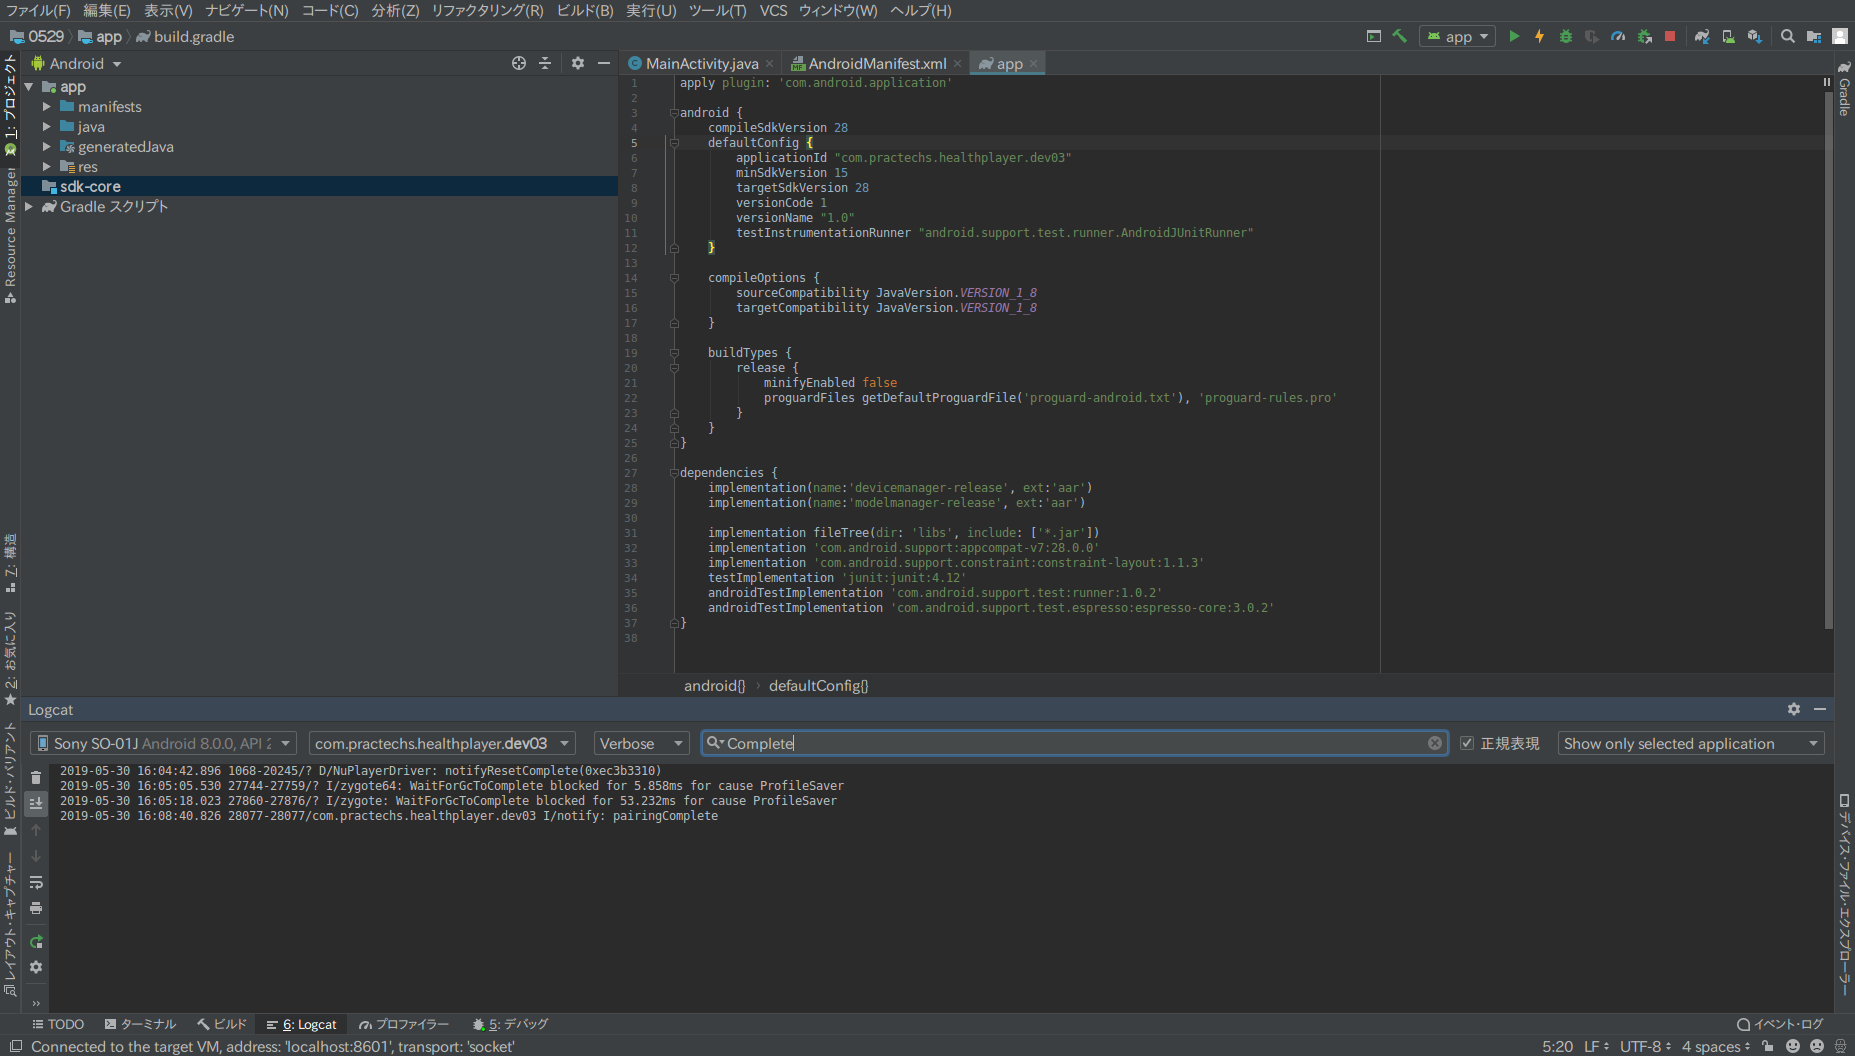 ファイル(F) 編集(E) 表示(V) ナビゲート(N) コード(C) 分析(Z) リファクタリング(R) ビルド(B) 実行(U) ツール(T) VCS ウィンドウ(W) ヘルプ(H)
0529 app build.gradle
app
Android
MainActivity.java AndroidManifest.xml app
app
manifests
java
generatedJava
res
sdk-core
Gradle スクリプト
1: プロジェクト
Resource Manager
7: 構造
2: お気に入り
ビルド・バリアント
レイアウト・キャプチャー
1 apply plugin: 'com.android.application'
2
3 android {
4 compileSdkVersion 28
5 defaultConfig {
6 applicationId "com.practechs.healthplayer.dev03"
7 minSdkVersion 15
8 targetSdkVersion 28
9 versionCode 1
10 versionName "1.0"
11 testInstrumentationRunner "android.support.test.runner.AndroidJUnitRunner"
12 }
13
14 compileOptions {
15 sourceCompatibility JavaVersion.VERSION_1_8
16 targetCompatibility JavaVersion.VERSION_1_8
17 }
18
19 buildTypes {
20 release {
21 minifyEnabled false
22 proguardFiles getDefaultProguardFile('proguard-android.txt'), 'proguard-rules.pro'
23 }
24 }
25 }
26
27 dependencies {
28 implementation(name:'devicemanager-release', ext:'aar')
29 implementation(name:'modelmanager-release', ext:'aar')
30
31 implementation fileTree(dir: 'libs', include: ['*.jar'])
32 implementation 'com.android.support:appcompat-v7:28.0.0'
33 implementation 'com.android.support.constraint:constraint-layout:1.1.3'
34 testImplementation 'junit:junit:4.12'
35 androidTestImplementation 'com.android.support.test:runner:1.0.2'
36 androidTestImplementation 'com.android.support.test.espresso:espresso-core:3.0.2'
37 }
38
android{} › defaultConfig{}
Gradle
デバイス・ファイル・エクスプローラー
Logcat
Sony SO-01J Android 8.0.0, API 2 com.practechs.healthplayer.dev03 Verbose Complete 正規表現 Show only selected application
2019-05-30 16:04:42.896 1068-20245/? D/NuPlayerDriver: notifyResetComplete(0xec3b3310)
2019-05-30 16:05:05.530 27744-27759/? I/zygote64: WaitForGcToComplete blocked for 5.858ms for cause ProfileSaver
2019-05-30 16:05:18.023 27860-27876/? I/zygote: WaitForGcToComplete blocked for 53.232ms for cause ProfileSaver
2019-05-30 16:08:40.826 28077-28077/com.practechs.healthplayer.dev03 I/notify: pairingComplete
TODO ターミナル ビルド 6: Logcat プロファイラー 5: デバッグ イベント・ログ
Connected to the target VM, address: 'localhost:8601', transport: 'socket' 5:20 LF UTF-8 4 spaces